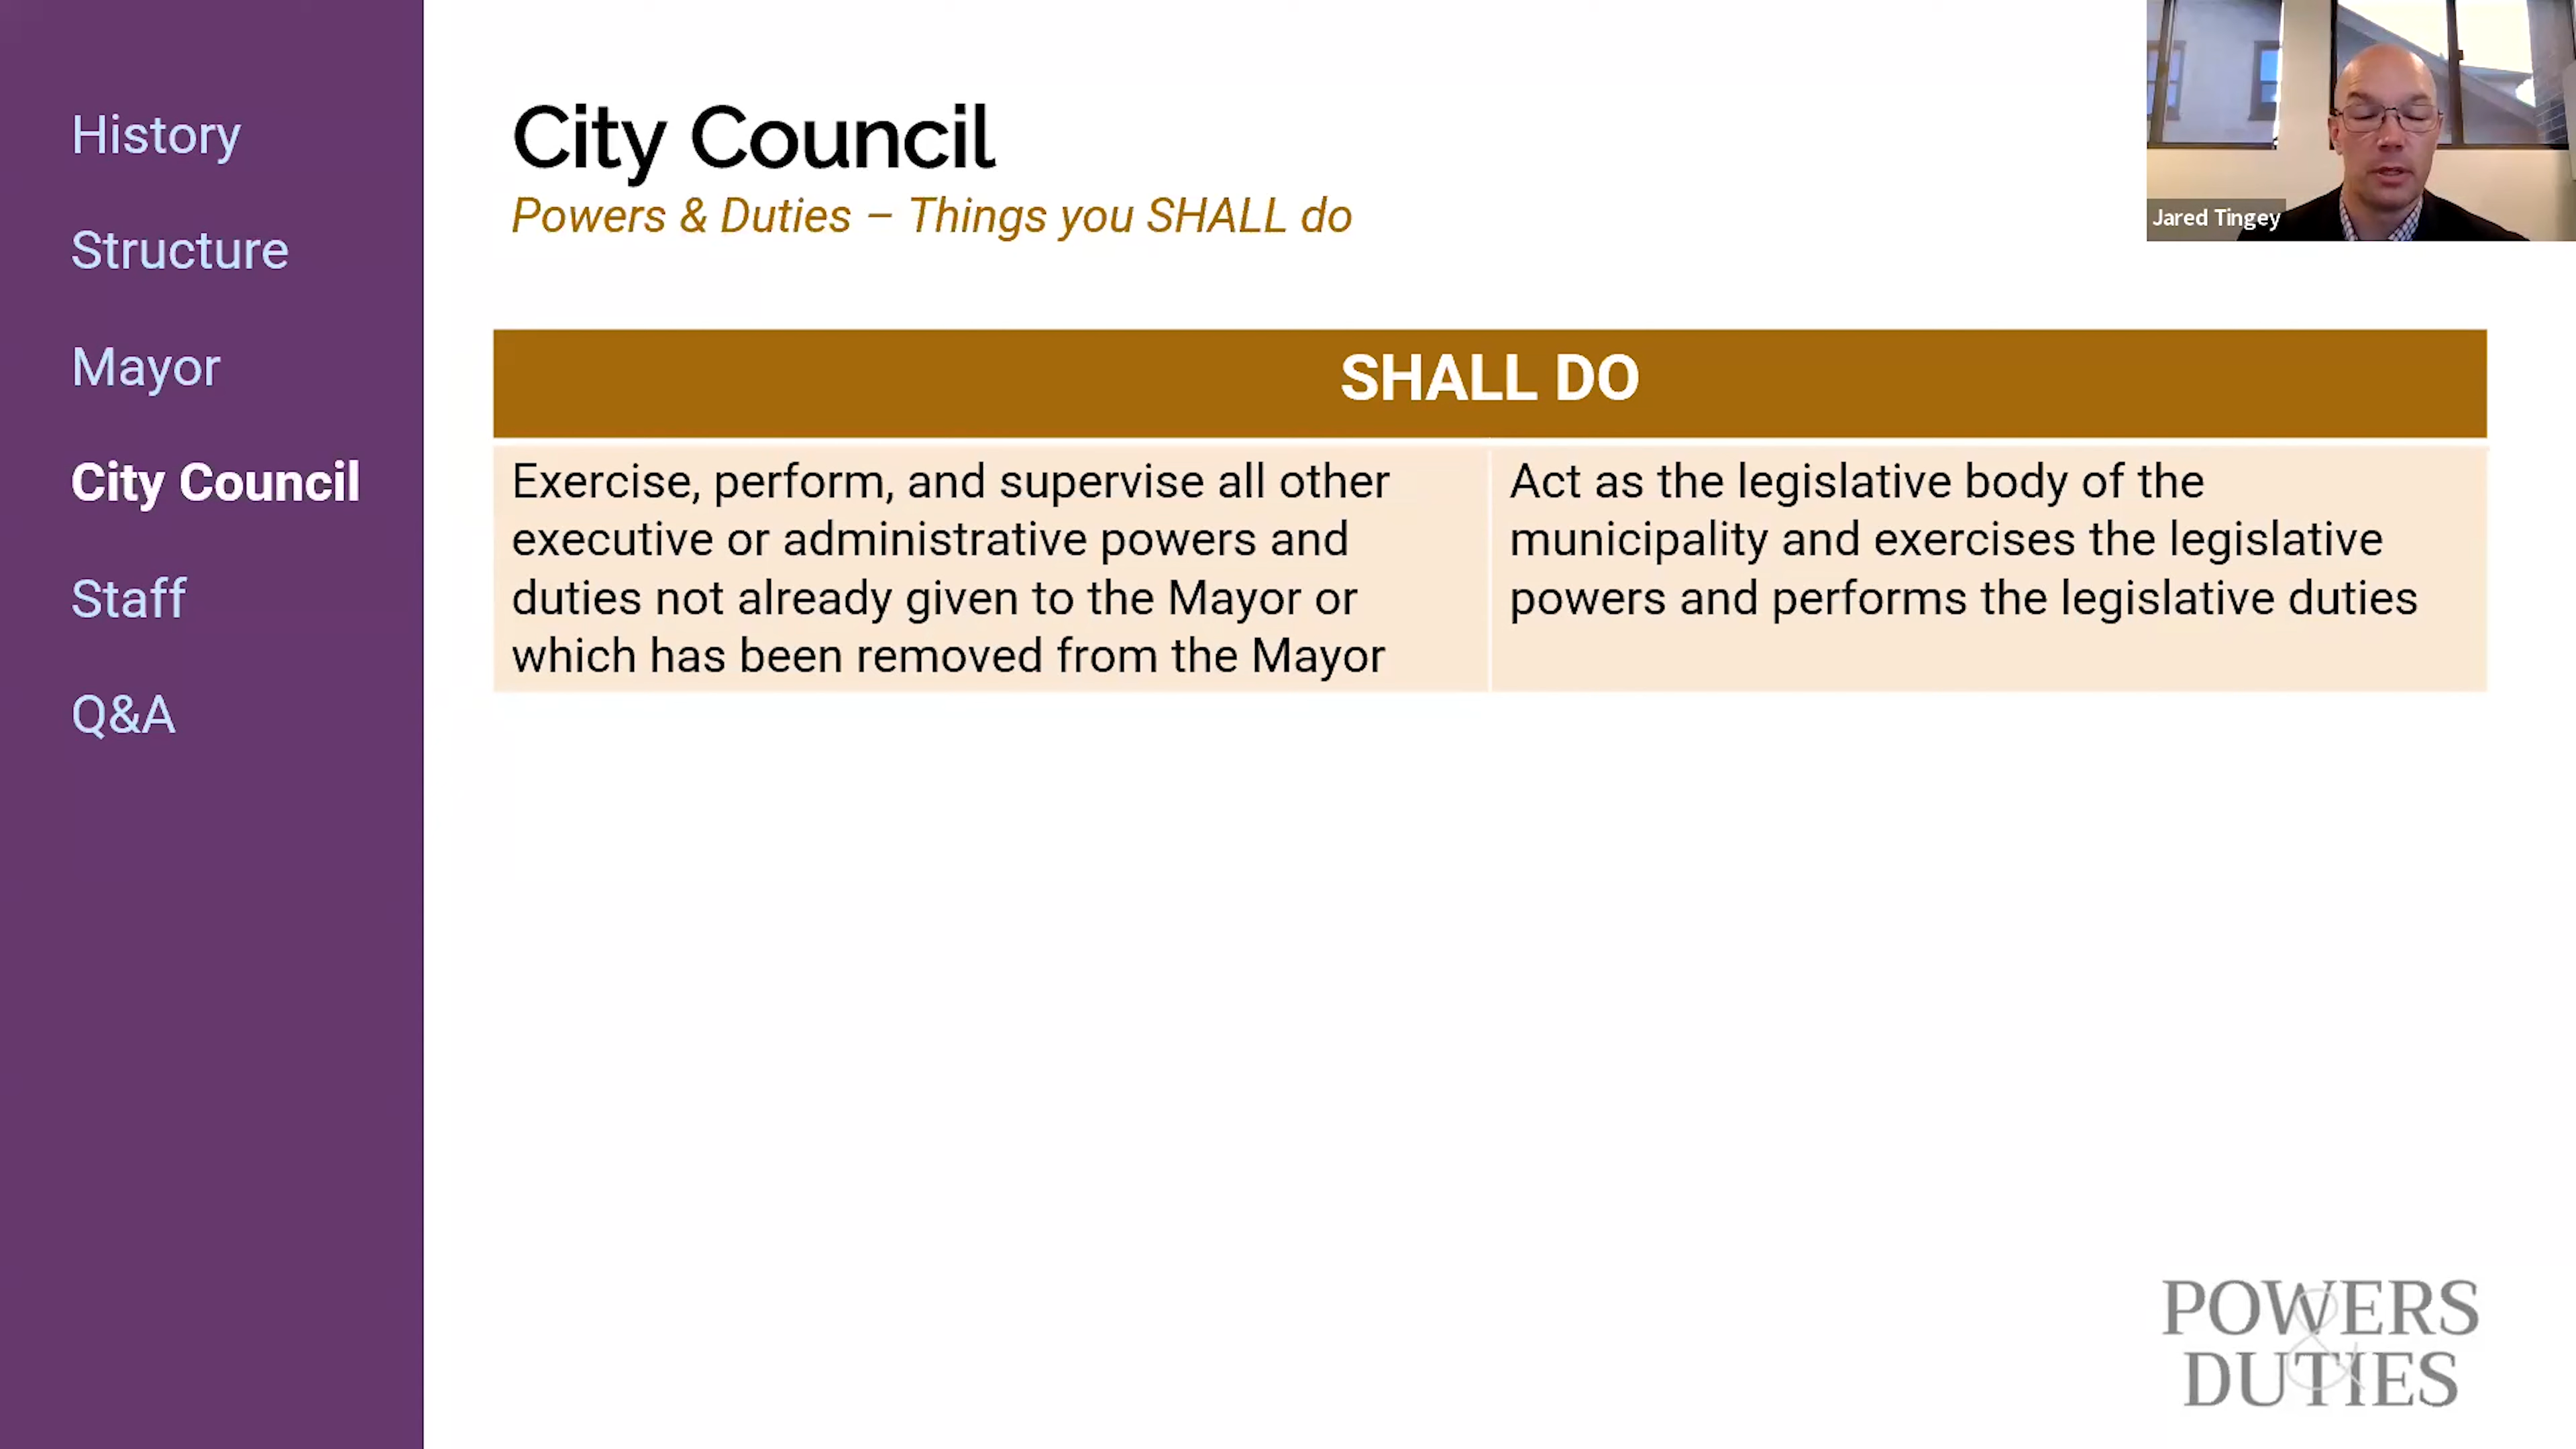 History
Structure
Mayor
City Council
Staff
Q&A
City Council
Powers & Duties – Things you SHALL do
Jared Tingey
SHALL DO
Exercise, perform, and supervise all other
executive or administrative powers and
duties not already given to the Mayor or
which has been removed from the Mayor
Act as the legislative body of the
municipality and exercises the legislative
powers and performs the legislative duties
POWERS
&
DUTIES